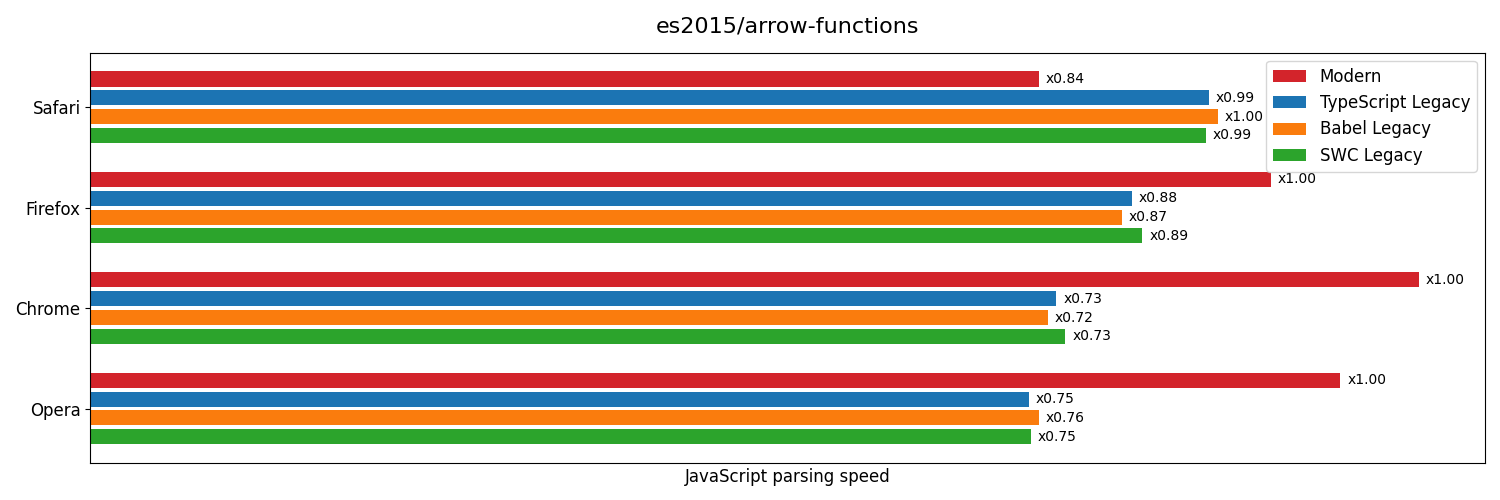 es2015/arrow-functions
Safari
x0.84
x0.99
x1.00
x0.99
Modern
TypeScript Legacy
Babel Legacy
SWC Legacy
Firefox
x1.00
x0.88
x0.87
x0.89
Chrome
x1.00
x0.73
x0.72
x0.73
Opera
x1.00
x0.75
x0.76
x0.75
JavaScript parsing speed